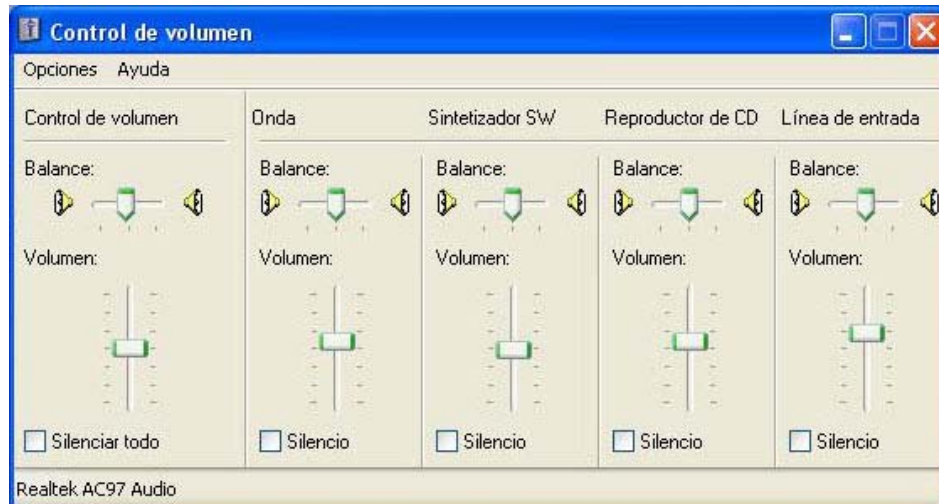 Control de volumen
Opciones Ayuda
Control de volumen
Balance:
Volumen:
Silenciar todo
Onda
Balance:
Volumen:
Silencio
Sintetizador SW
Balance:
Volumen:
Silencio
Reproductor de CD
Balance:
Volumen:
Silencio
Línea de entrada
Balance:
Volumen:
Silencio
Realtek AC97 Audio